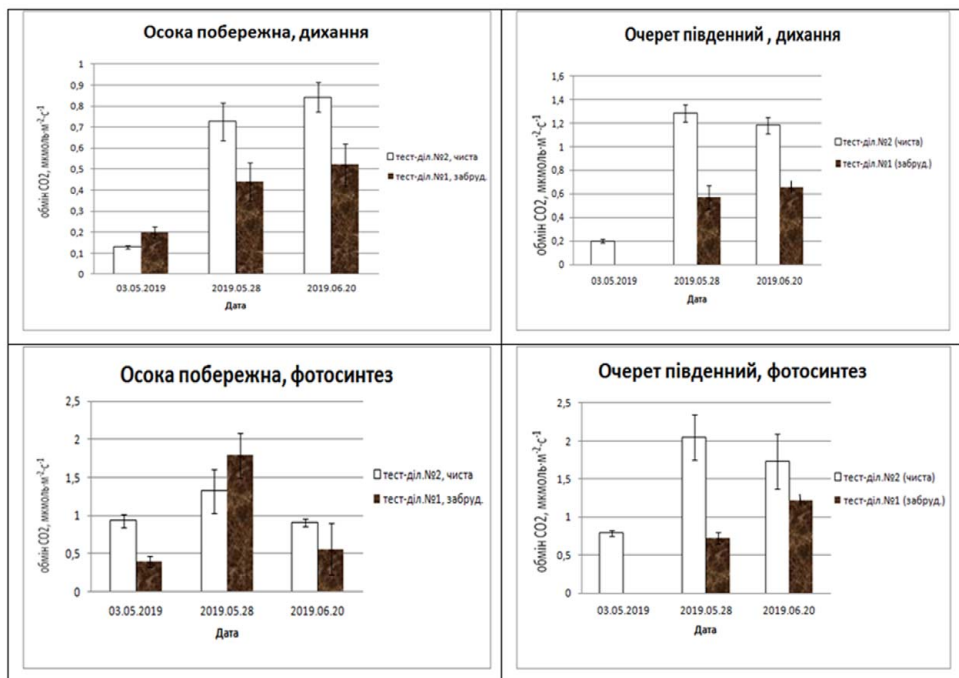 Осока побережна, дихання
обмін СО2, мкмоль·м⁻²·с⁻¹
1
0,9
0,8
0,7
0,6
0,5
0,4
0,3
0,2
0,1
0
03.05.2019 2019.05.28 2019.06.20
Дата
тест-діл.№2, чиста
тест-діл.№1, забруд.
Очерет південний , дихання
обмін СО2, мкмоль·м⁻²·с⁻¹
1,6
1,4
1,2
1
0,8
0,6
0,4
0,2
0
03.05.2019 2019.05.28 2019.06.20
Дата
тест-діл.№2 (чиста)
тест-діл.№1 (забруд.)
Осока побережна, фотосинтез
обмін СО2, мкмоль·м⁻²·с⁻¹
2,5
2
1,5
1
0,5
0
03.05.2019 2019.05.28 2019.06.20
Дата
тест-діл.№2, чиста
тест-діл.№1, забруд.
Очерет південний, фотосинтез
обмін СО2, мкмоль·м⁻²·с⁻¹
2,5
2
1,5
1
0,5
0
03.05.2019 2019.05.28 2019.06.20
Дата
тест-діл.№2 (чиста)
тест-діл.№1 (забруд.)